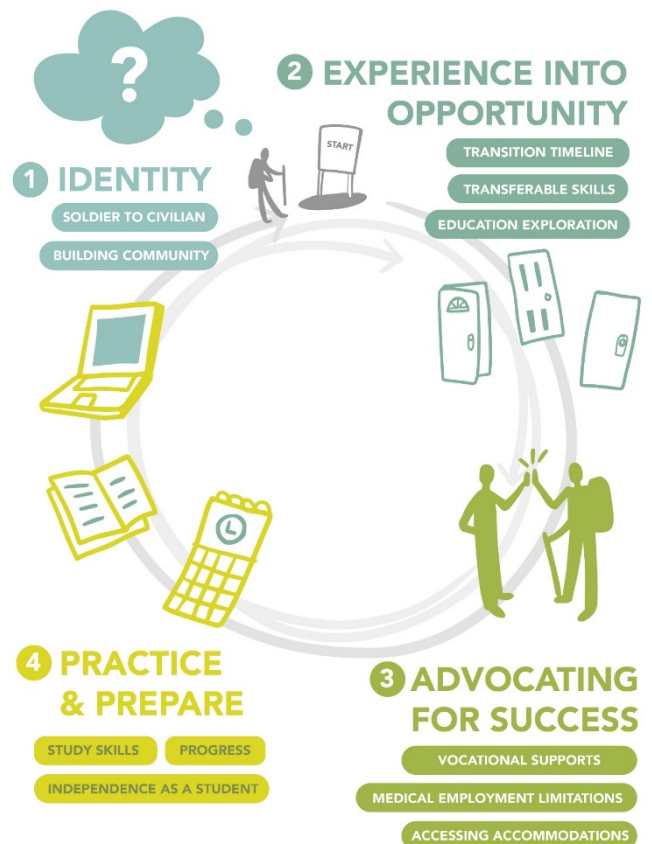 ?
1 IDENTITY
SOLDIER TO CIVILIAN
BUILDING COMMUNITY
START
2 EXPERIENCE INTO
OPPORTUNITY
TRANSITION TIMELINE
TRANSFERABLE SKILLS
EDUCATION EXPLORATION
3 ADVOCATING
FOR SUCCESS
VOCATIONAL SUPPORTS
MEDICAL EMPLOYMENT LIMITATIONS
ACCESSING ACCOMMODATIONS
4 PRACTICE
& PREPARE
STUDY SKILLS PROGRESS
INDEPENDENCE AS A STUDENT